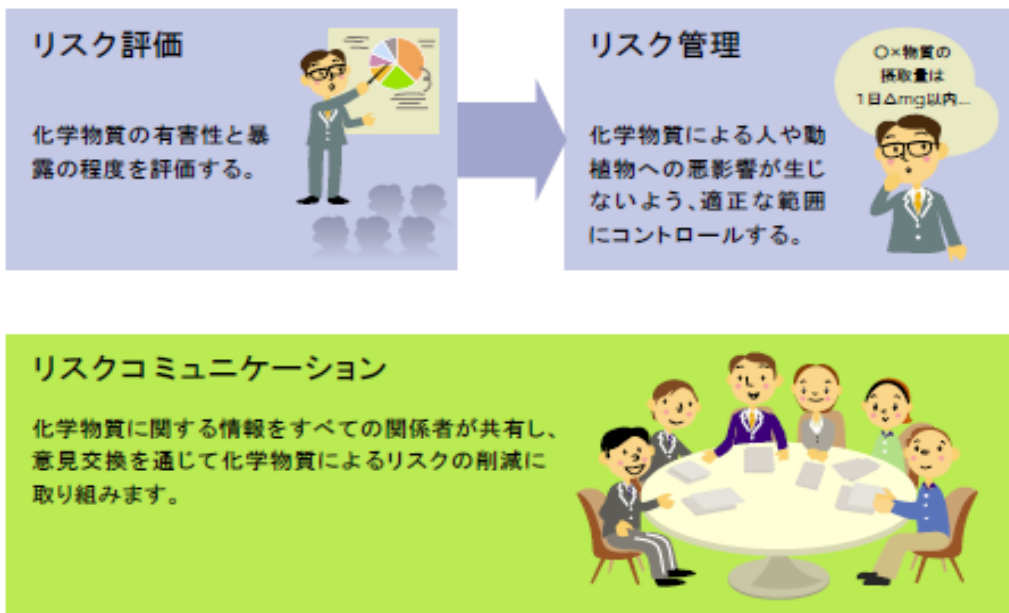 リスク評価
化学物質の有害性と暴
露の程度を評価する。
リスク管理
〇×物質の
摂取量は
1日△mg以内...
化学物質による人や動
植物への悪影響が生じ
ないよう、適正な範囲
にコントロールする。
リスクコミュニケーション
化学物質に関する情報をすべての関係者が共有し、
意見交換を通じて化学物質によるリスクの削減に
取り組みます。